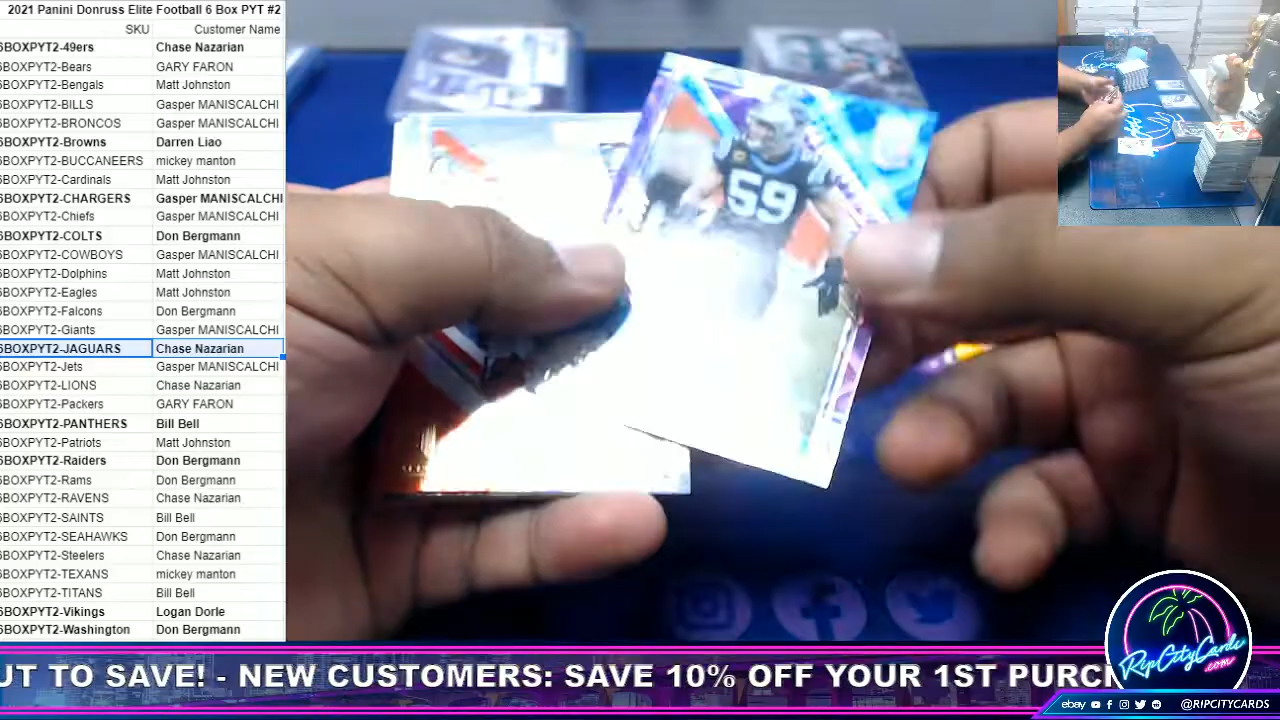 2021 Panini Donruss Elite Football 6 Box PYT #2
SKU Customer Name
6BOXPYT2-49ers Chase Nazarian
6BOXPYT2-Bears GARY FARON
6BOXPYT2-Bengals Matt Johnston
6BOXPYT2-BILLS Gasper MANISCALCHI
6BOXPYT2-BRONCOS Gasper MANISCALCHI
6BOXPYT2-Browns Darren Liao
6BOXPYT2-BUCCANEERS mickey manton
6BOXPYT2-Cardinals Matt Johnston
6BOXPYT2-CHARGERS Gasper MANISCALCHI
6BOXPYT2-Chiefs Gasper MANISCALCHI
6BOXPYT2-COLTS Don Bergmann
6BOXPYT2-COWBOYS Gasper MANISCALCHI
6BOXPYT2-Dolphins Matt Johnston
6BOXPYT2-Eagles Matt Johnston
6BOXPYT2-Falcons Don Bergmann
6BOXPYT2-Giants Gasper MANISCALCHI
6BOXPYT2-JAGUARS Chase Nazarian
6BOXPYT2-Jets Gasper MANISCALCHI
6BOXPYT2-LIONS Chase Nazarian
6BOXPYT2-Packers GARY FARON
6BOXPYT2-PANTHERS Bill Bell
6BOXPYT2-Patriots Matt Johnston
6BOXPYT2-Raiders Don Bergmann
6BOXPYT2-Rams Don Bergmann
6BOXPYT2-RAVENS Chase Nazarian
6BOXPYT2-SAINTS Bill Bell
6BOXPYT2-SEAHAWKS Don Bergmann
6BOXPYT2-Steelers Chase Nazarian
6BOXPYT2-TEXANS mickey manton
6BOXPYT2-TITANS Bill Bell
6BOXPYT2-Vikings Logan Dorle
6BOXPYT2-Washington Don Bergmann
59
UT TO SAVE! - NEW CUSTOMERS: SAVE 10% OFF YOUR 1ST PURC
RipCityCards
.com
ebay @RIPCITYCARDS